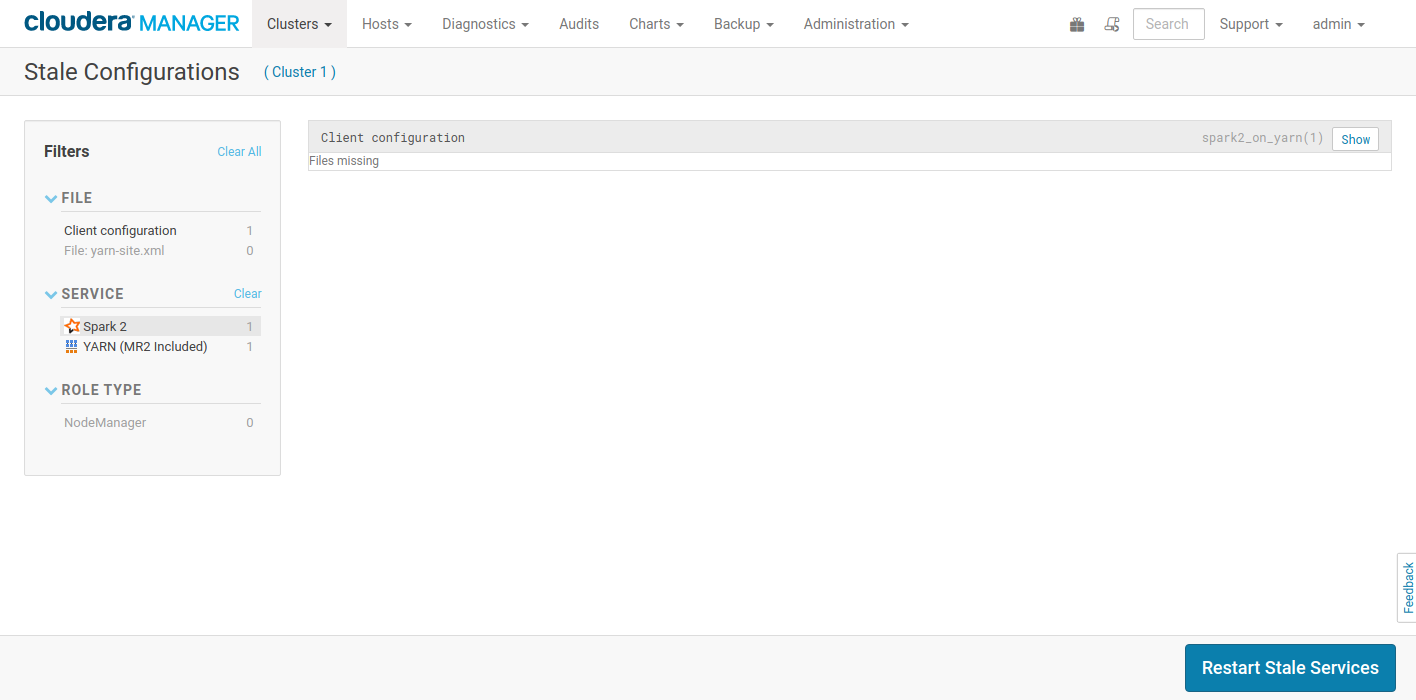 cloudera MANAGER Clusters Hosts Diagnostics Audits Charts Backup Administration Search Support admin
Stale Configurations ( Cluster 1 )
Filters Clear All
FILE
Client configuration 1
File: yarn-site.xml 0
SERVICE Clear
Spark 2 1
YARN (MR2 Included) 1
ROLE TYPE
NodeManager 0
Client configuration spark2_on_yarn(1) Show
Files missing
Feedback
Restart Stale Services